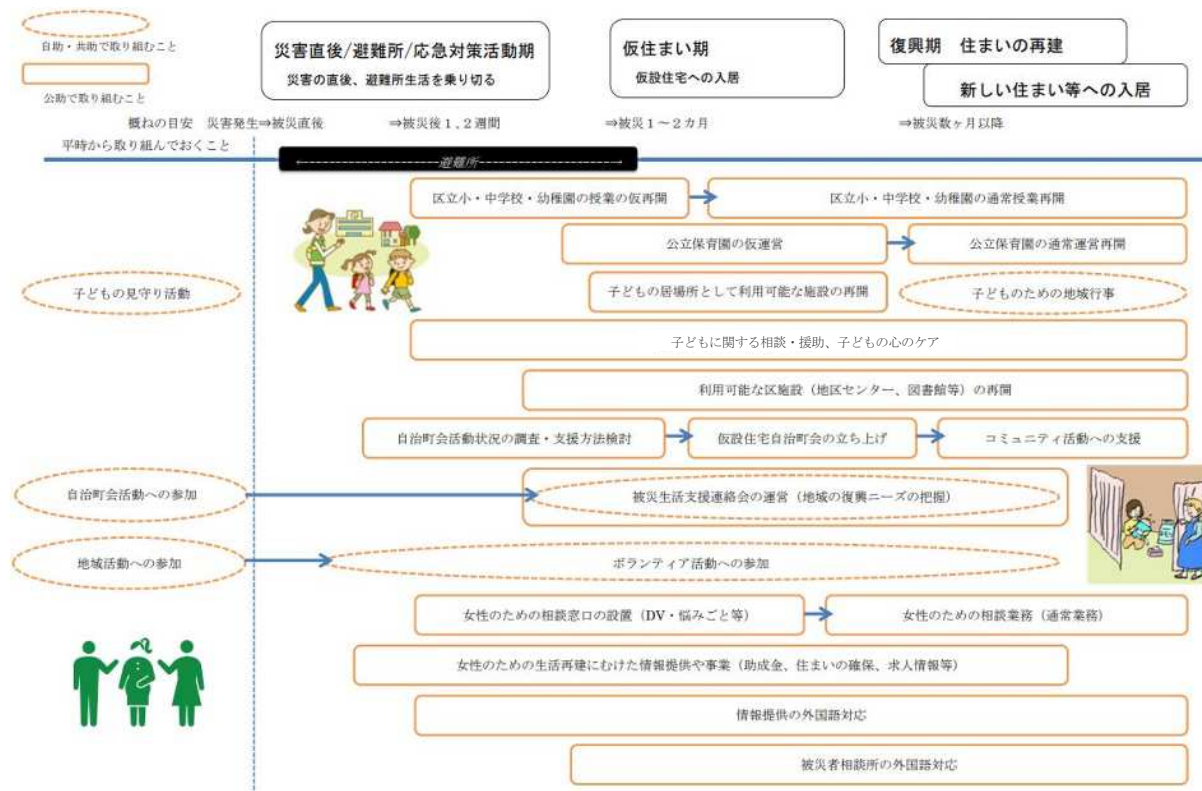 自助・共助で取り組むこと
公助で取り組むこと
災害直後/避難所/応急対策活動期
災害の直後、避難所生活を乗り切る
仮住まい期
仮設住宅への入居
復興期 住まいの再建
新しい住まい等への入居
概ねの目安 災害発生⇒被災直後 ⇒被災後1,2週間 ⇒被災1～2カ月 ⇒被災数ヶ月以降
平時から取り組んでおくこと
避難所
区立小・中学校・幼稚園の授業の仮再開
区立小・中学校・幼稚園の通常授業再開
公立保育園の仮運営
公立保育園の通常運営再開
子どもの見守り活動
子どもの居場所として利用可能な施設の再開
子どものための地域行事
子どもに関する相談・援助、子どもの心のケア
利用可能な区施設（地区センター、図書館等）の再開
自治町会活動状況の調査・支援方法検討
仮設住宅自治町会の立ち上げ
コミュニティ活動への支援
自治町会活動への参加
被災生活支援連絡会の運営（地域の復興ニーズの把握）
地域活動への参加
ボランティア活動への参加
女性のための相談窓口の設置（DV・悩みごと等）
女性のための相談業務（通常業務）
女性のための生活再建にむけた情報提供や事業（助成金、住まいの確保、求人情報等）
情報提供の外国語対応
被災者相談所の外国語対応